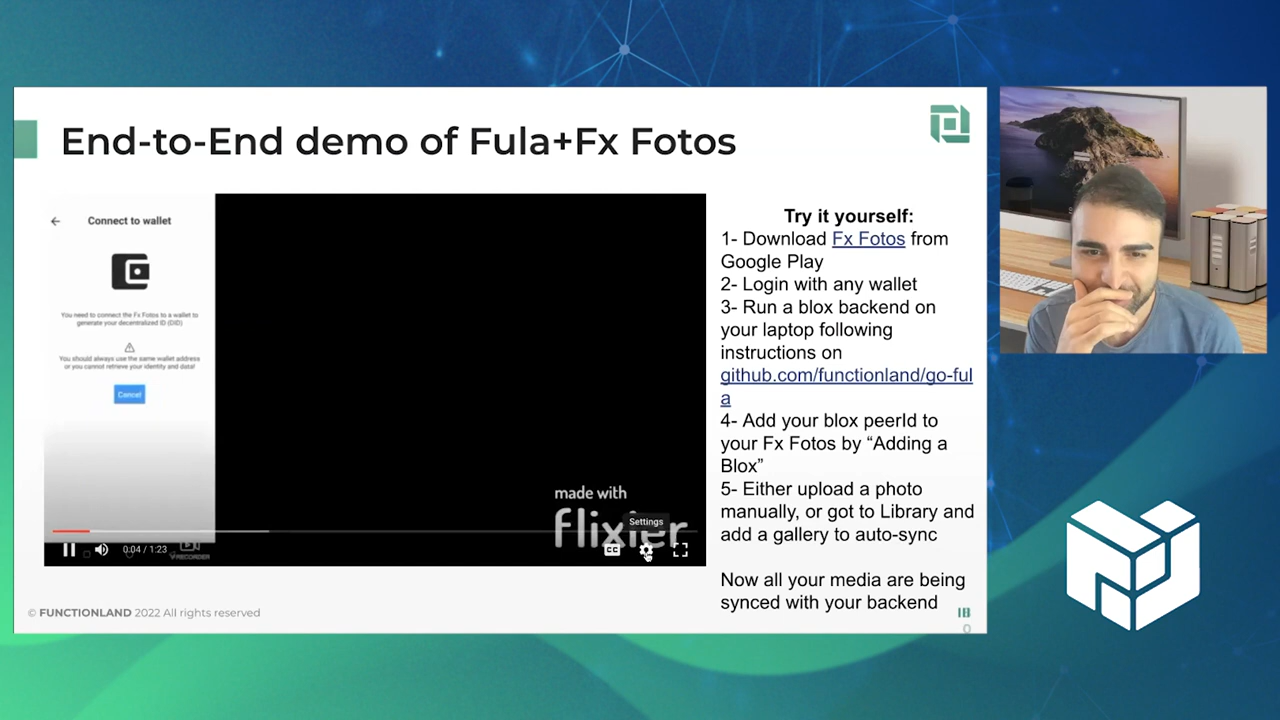 End-to-End demo of Fula+Fx Fotos
Connect to wallet
You need to connect the Fx Fotos to a wallet to
generate your decentralized ID (DID)
You should always use the same wallet address
or you cannot retrieve your identity and data!
Cancel
made with
flixier
Settings
0:04 / 1:23
CC
RECORDER
Try it yourself:
1- Download Fx Fotos from
Google Play
2- Login with any wallet
3- Run a blox backend on
your laptop following
instructions on
github.com/functionland/go-ful
a
4- Add your blox peerId to
your Fx Fotos by “Adding a
Blox”
5- Either upload a photo
manually, or got to Library and
add a gallery to auto-sync
Now all your media are being
synced with your backend
© FUNCTIONLAND 2022 All rights reserved